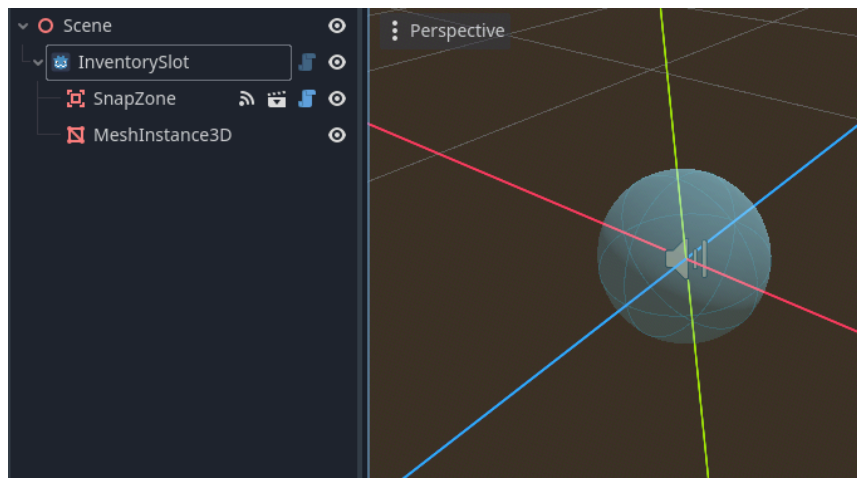 Scene
InventorySlot
SnapZone
MeshInstance3D
Perspective